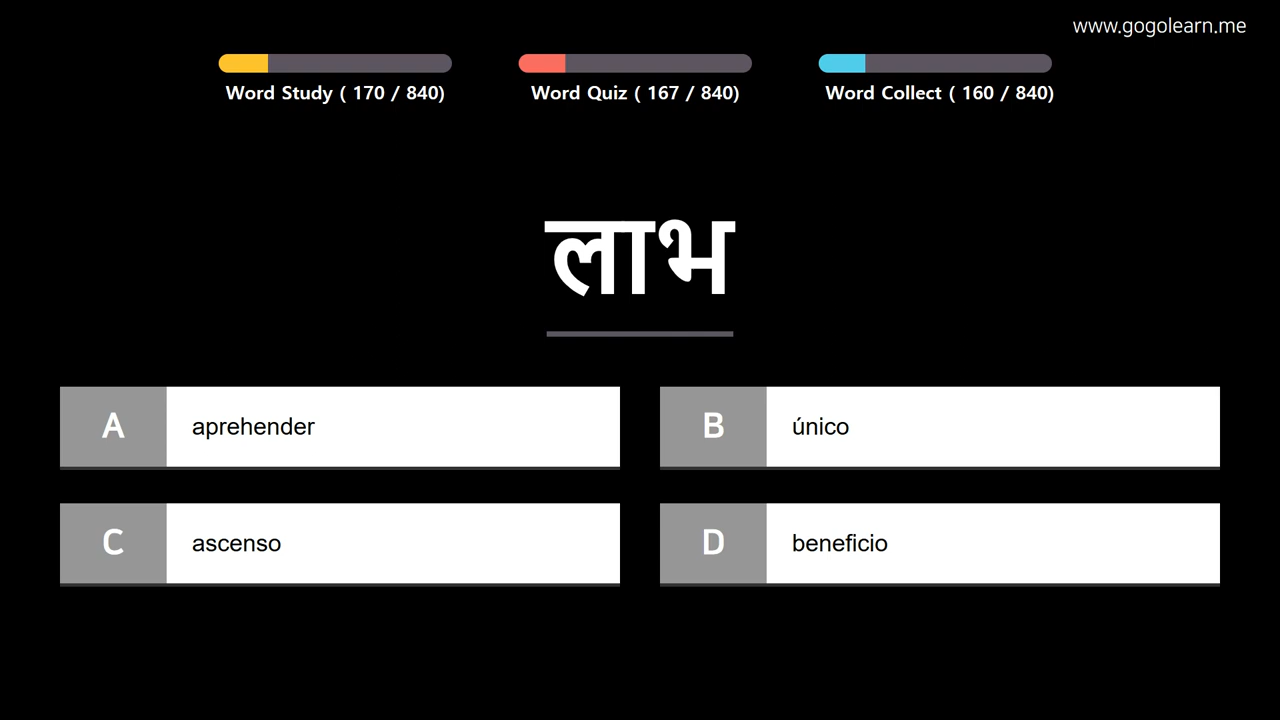 www.gogolearn.me
Word Study ( 170 / 840)
Word Quiz ( 167 / 840)
Word Collect ( 160 / 840)
लाभ
A aprehender
B único
C ascenso
D beneficio